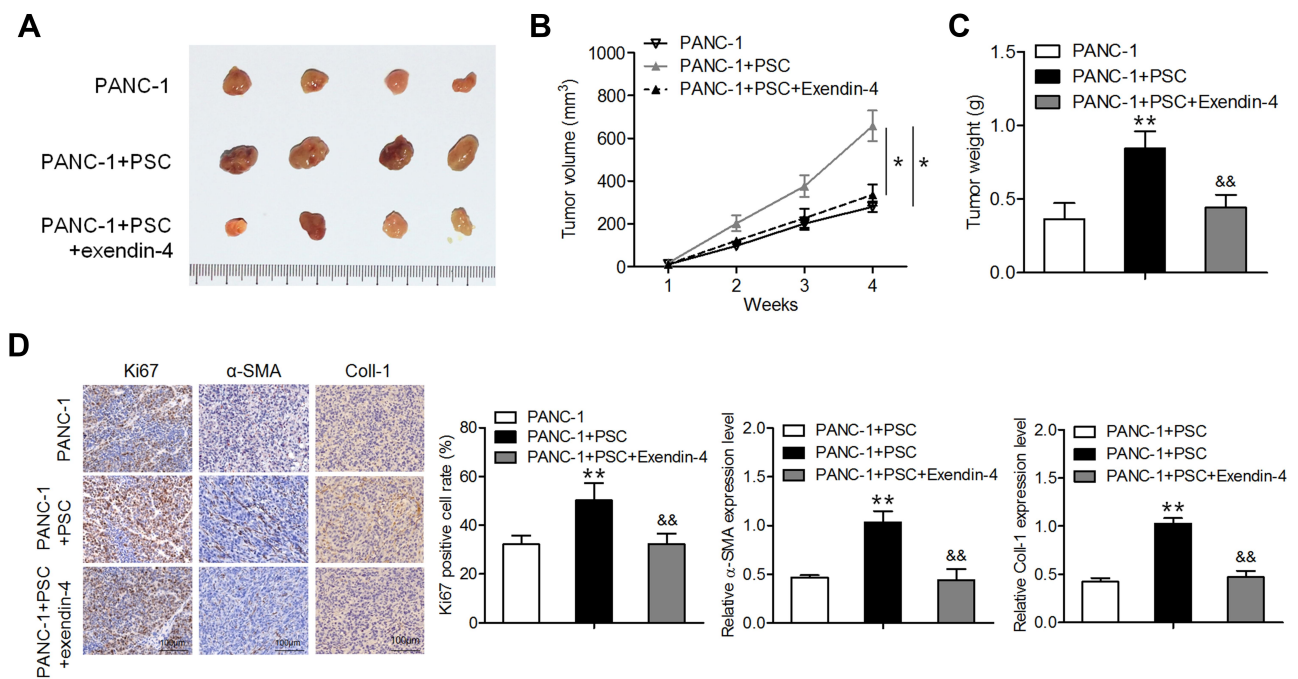 A
PANC-1
PANC-1+PSC
PANC-1+PSC
+exendin-4
B
PANC-1
PANC-1+PSC
PANC-1+PSC+Exendin-4
Tumor volume (mm³)
1000
800
600
400
200
0
*
*
1 2 3 4
Weeks
C
PANC-1
PANC-1+PSC
PANC-1+PSC+Exendin-4
Tumor weight (g)
1.5
1.0
0.5
0.0
**
&&
D
Ki67
α-SMA
Coll-1
PANC-1
PANC-1
+PSC
PANC-1+PSC
+exendin-4
100μm
100μm
100μm
PANC-1
PANC-1+PSC
PANC-1+PSC+Exendin-4
Ki67 positive cell rate (%)
80
60
40
20
0
**
&&
PANC-1+PSC
PANC-1+PSC
PANC-1+PSC+Exendin-4
Relative α-SMA expression level
2.0
1.5
1.0
0.5
0.0
**
&&
PANC-1+PSC
PANC-1+PSC
PANC-1+PSC+Exendin-4
Relative Coll-1 expression level
2.0
1.5
1.0
0.5
0.0
**
&&